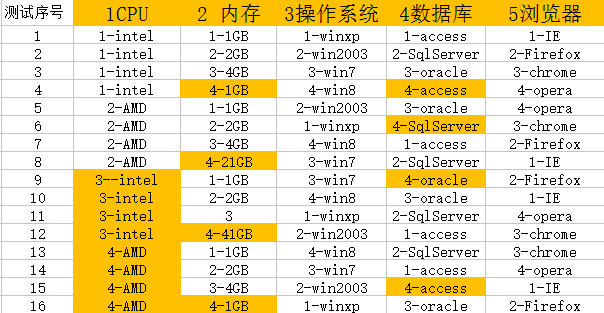 测试序号 1CPU 2 内存 3操作系统 4数据库 5浏览器
1 1-intel 1-1GB 1-winxp 1-access 1-IE
2 1-intel 2-2GB 2-win2003 2-SqlServer 2-Firefox
3 1-intel 3-4GB 3-win7 3-oracle 3-chrome
4 1-intel 4-1GB 4-win8 4-access 4-opera
5 2-AMD 1-1GB 2-win2003 3-oracle 4-opera
6 2-AMD 2-2GB 1-winxp 4-SqlServer 3-chrome
7 2-AMD 3-4GB 4-win8 1-access 2-Firefox
8 2-AMD 4-21GB 3-win7 2-SqlServer 1-IE
9 3--intel 1-1GB 3-win7 4-oracle 2-Firefox
10 3-intel 2-2GB 4-win8 3-oracle 1-IE
11 3-intel 3 1-winxp 2-SqlServer 4-opera
12 3-intel 4-41GB 2-win2003 1-access 3-chrome
13 4-AMD 1-1GB 4-win8 2-SqlServer 3-chrome
14 4-AMD 2-2GB 3-win7 1-access 4-opera
15 4-AMD 3-4GB 2-win2003 4-access 1-IE
16 4-AMD 4-1GB 1-winxp 3-oracle 2-Firefox